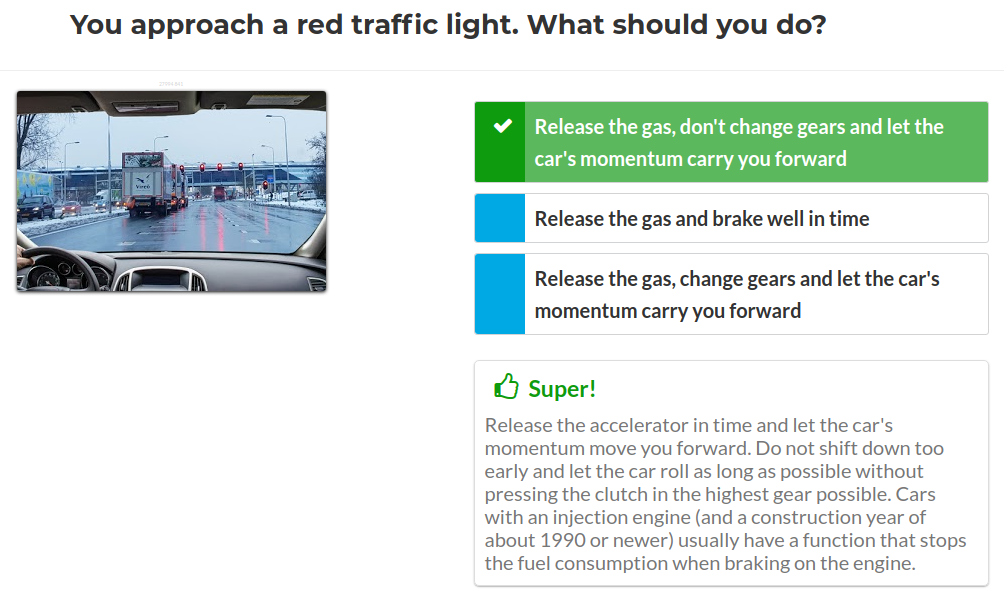 You approach a red traffic light. What should you do?
Release the gas, don't change gears and let the
car's momentum carry you forward
Release the gas and brake well in time
Release the gas, change gears and let the car's
momentum carry you forward
Super!
Release the accelerator in time and let the car's
momentum move you forward. Do not shift down too
early and let the car roll as long as possible without
pressing the clutch in the highest gear possible. Cars
with an injection engine (and a construction year of
about 1990 or newer) usually have a function that stops
the fuel consumption when braking on the engine.